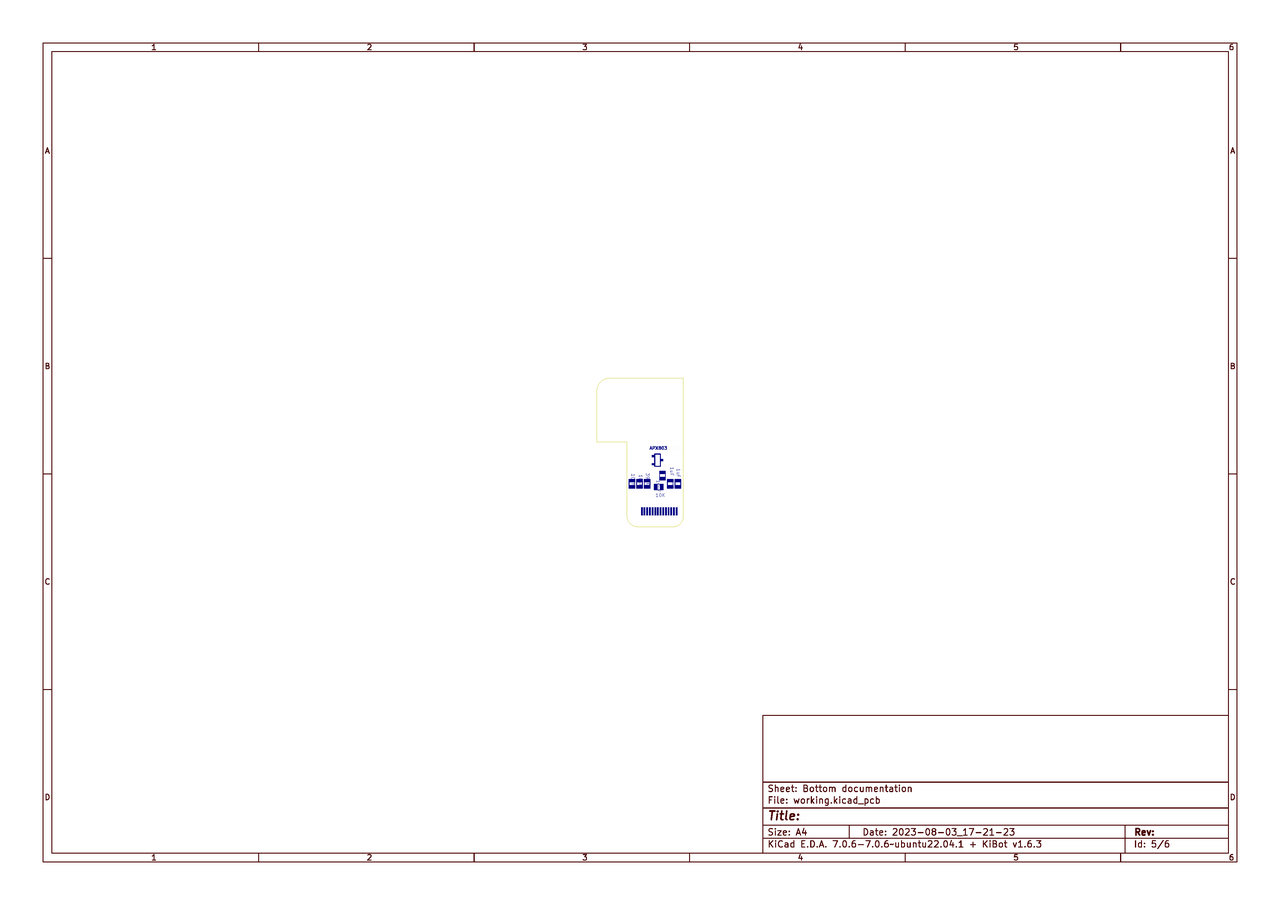 1 2 3 4 5 6
A A
B B
APX803
10K
C C
D D
Sheet: Bottom documentation
File: working.kicad_pcb
Title:
Size: A4 Date: 2023-08-03_17-21-23 Rev:
KiCad E.D.A. 7.0.6-7.0.6~ubuntu22.04.1 + KiBot v1.6.3 Id: 5/6
1 2 3 4 5 6